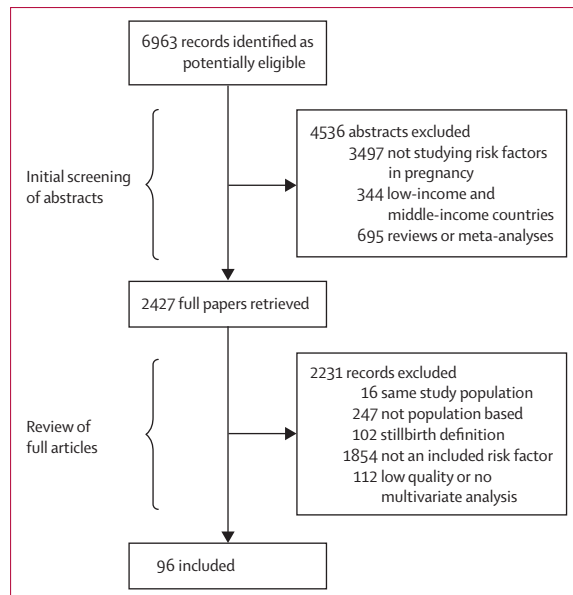 6963 records identified as
potentially eligible
4536 abstracts excluded
3497 not studying risk factors
in pregnancy
344 low-income and
middle-income countries
695 reviews or meta-analyses
Initial screening
of abstracts
2427 full papers retrieved
2231 records excluded
16 same study population
247 not population based
102 stillbirth definition
1854 not an included risk factor
112 low quality or no
multivariate analysis
Review of
full articles
96 included